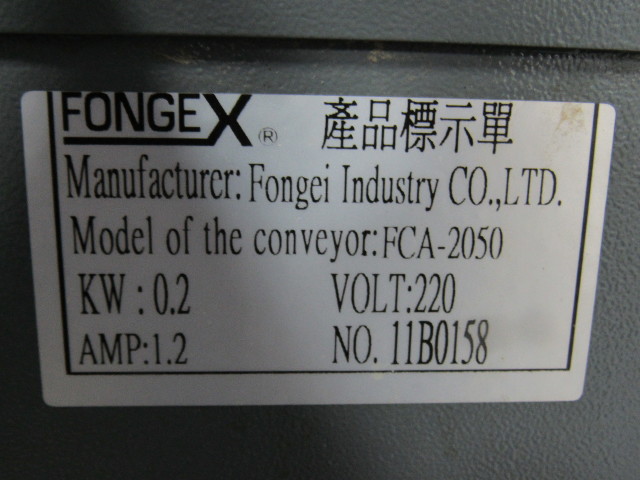 FONGEX® 產品標示單
Manufacturer: Fongei Industry CO.,LTD.
Model of the conveyor:FCA-2050
KW : 0.2 VOLT:220
AMP:1.2 NO. 11B0158